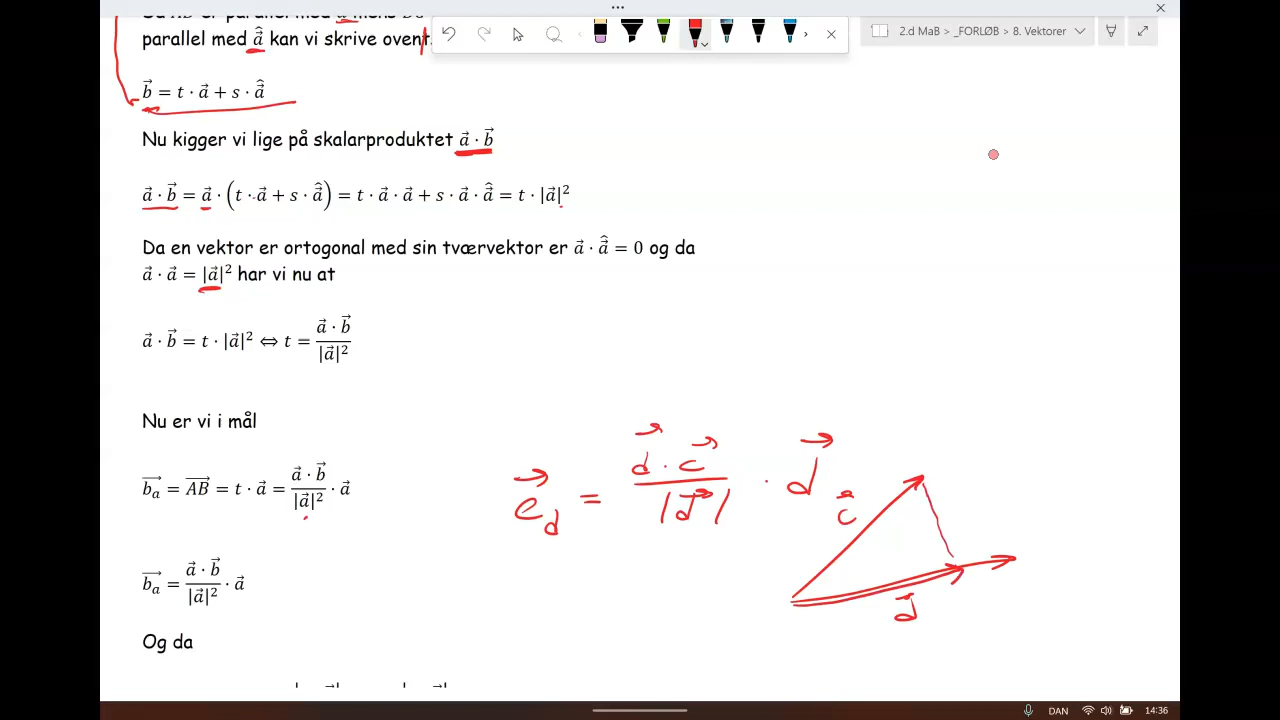 2.d MaB > _FORLØB > 8. Vektorer
parallel med â⃗ kan vi skrive ovent
b⃗ = t · a⃗ + s · â⃗
Nu kigger vi lige på skalarproduktet a⃗ · b⃗
a⃗ · b⃗ = a⃗ · (t · a⃗ + s · â⃗) = t · a⃗ · a⃗ + s · a⃗ · â⃗ = t · |a⃗|²
Da en vektor er ortogonal med sin tværvektor er a⃗ · â⃗ = 0 og da
a⃗ · a⃗ = |a⃗|² har vi nu at
a⃗ · b⃗ = t · |a⃗|² ⇔ t = (a⃗ · b⃗)/|a⃗|²
Nu er vi i mål
b⃗ₐ = AB⃗ = t · a⃗ = (a⃗ · b⃗)/|a⃗|² · a⃗
e⃗_d = (d⃗ · c⃗)/|d⃗| · d⃗
c⃗
d⃗
b⃗ₐ = (a⃗ · b⃗)/|a⃗|² · a⃗
Og da
DAN 14:36